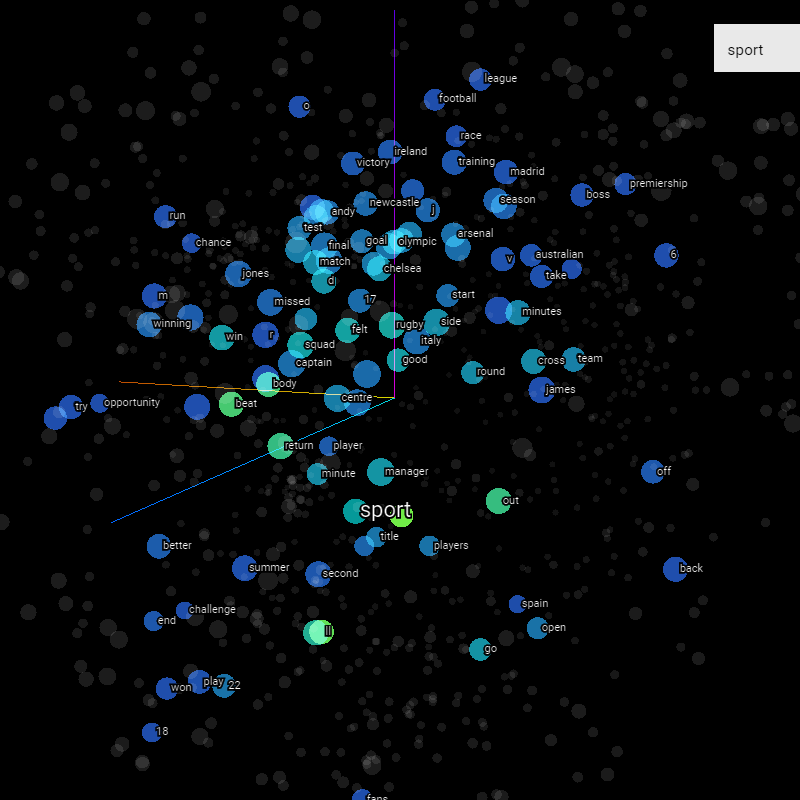 sport
league
football
o
race
ireland
victory
training
madrid
premiership
boss
newcastle
season
andy
j
run
test
arsenal
chance
final
goal
olympic
match
chelsea
v
australian
6
jones
take
dj
m
missed
17
start
minutes
winning
felt
rugby
side
win
squad
r
italy
captain
good
cross
team
round
body
james
try
opportunity
beat
centre
return
player
minute
manager
off
out
sport
title
players
better
summer
second
back
spain
challenge
end
open
ll
go
won
play
22
18
fans